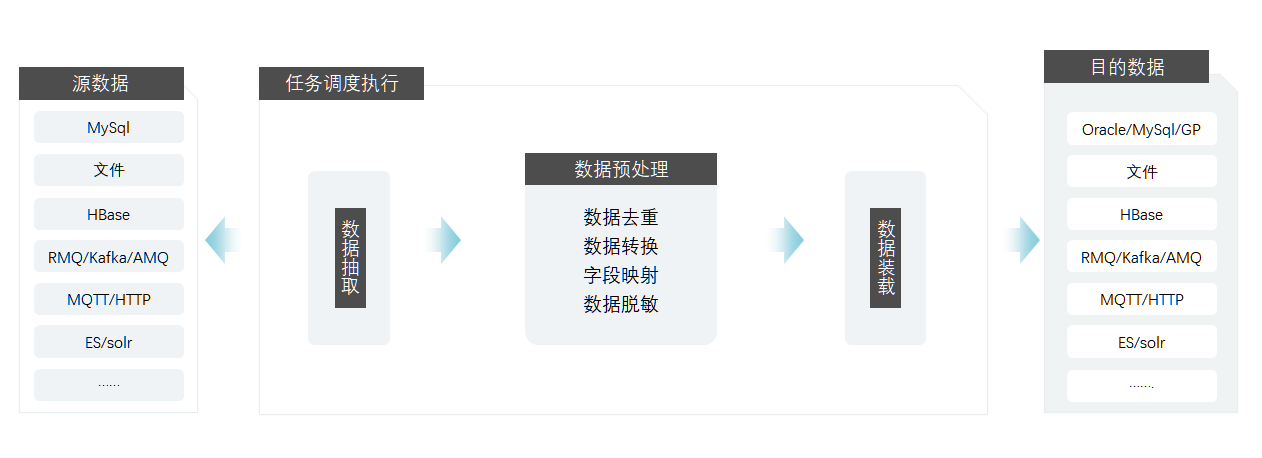 源数据
MySql
文件
HBase
RMQ/Kafka/AMQ
MQTT/HTTP
ES/solr
……
任务调度执行
数据抽取
数据预处理
数据去重
数据转换
字段映射
数据脱敏
数据装载
目的数据
Oracle/MySql/GP
文件
HBase
RMQ/Kafka/AMQ
MQTT/HTTP
ES/solr
…….